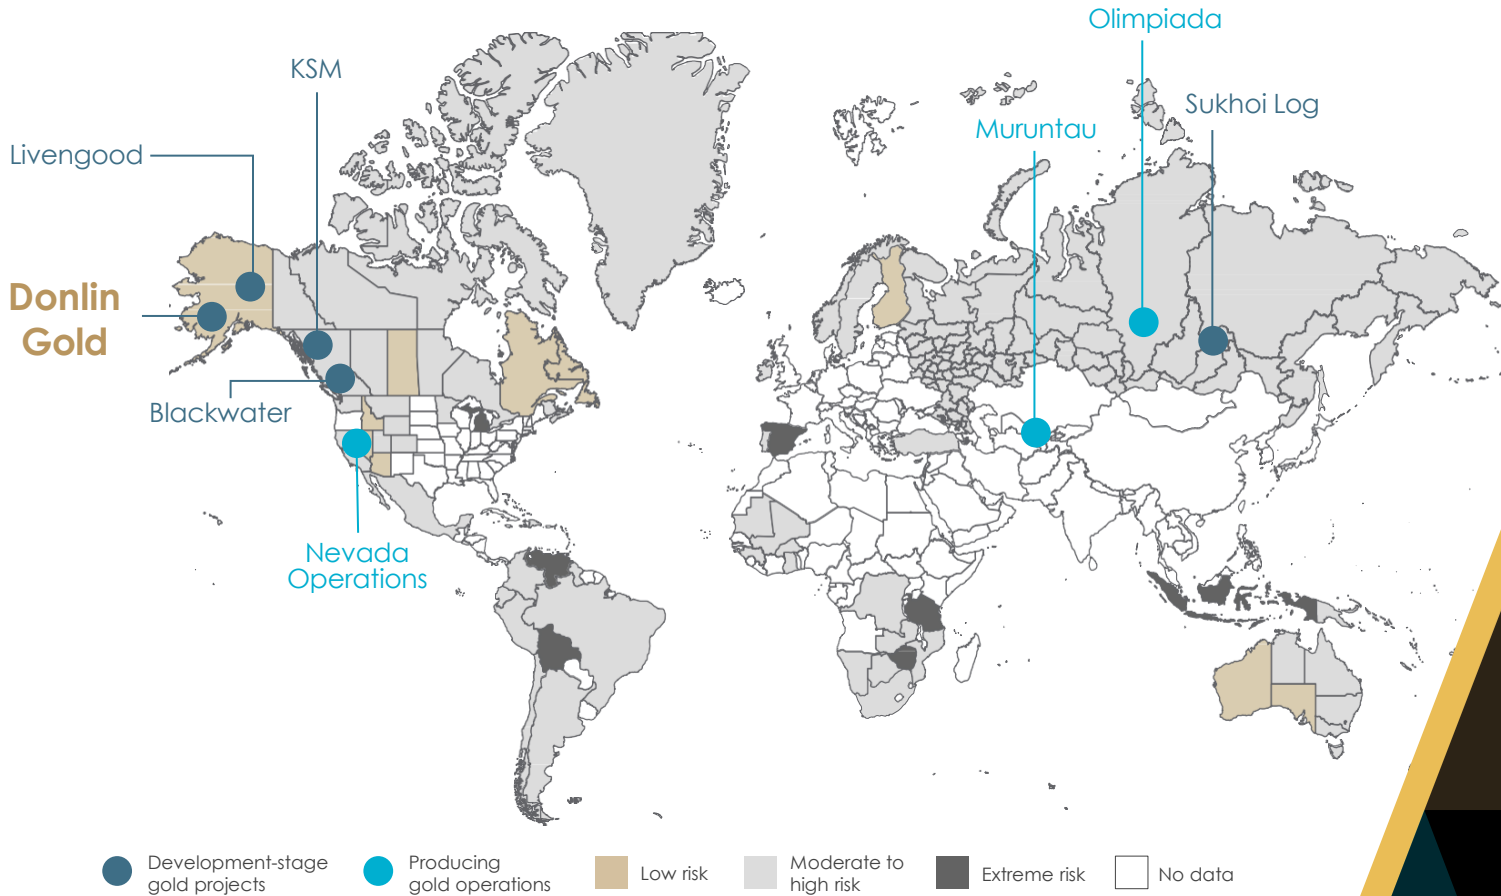 Olimpiada
KSM
Sukhoi Log
Muruntau
Livengood
Donlin
Gold
Blackwater
Nevada
Operations
Development-stage
gold projects
Producing
gold operations
Low risk
Moderate to
high risk
Extreme risk
No data